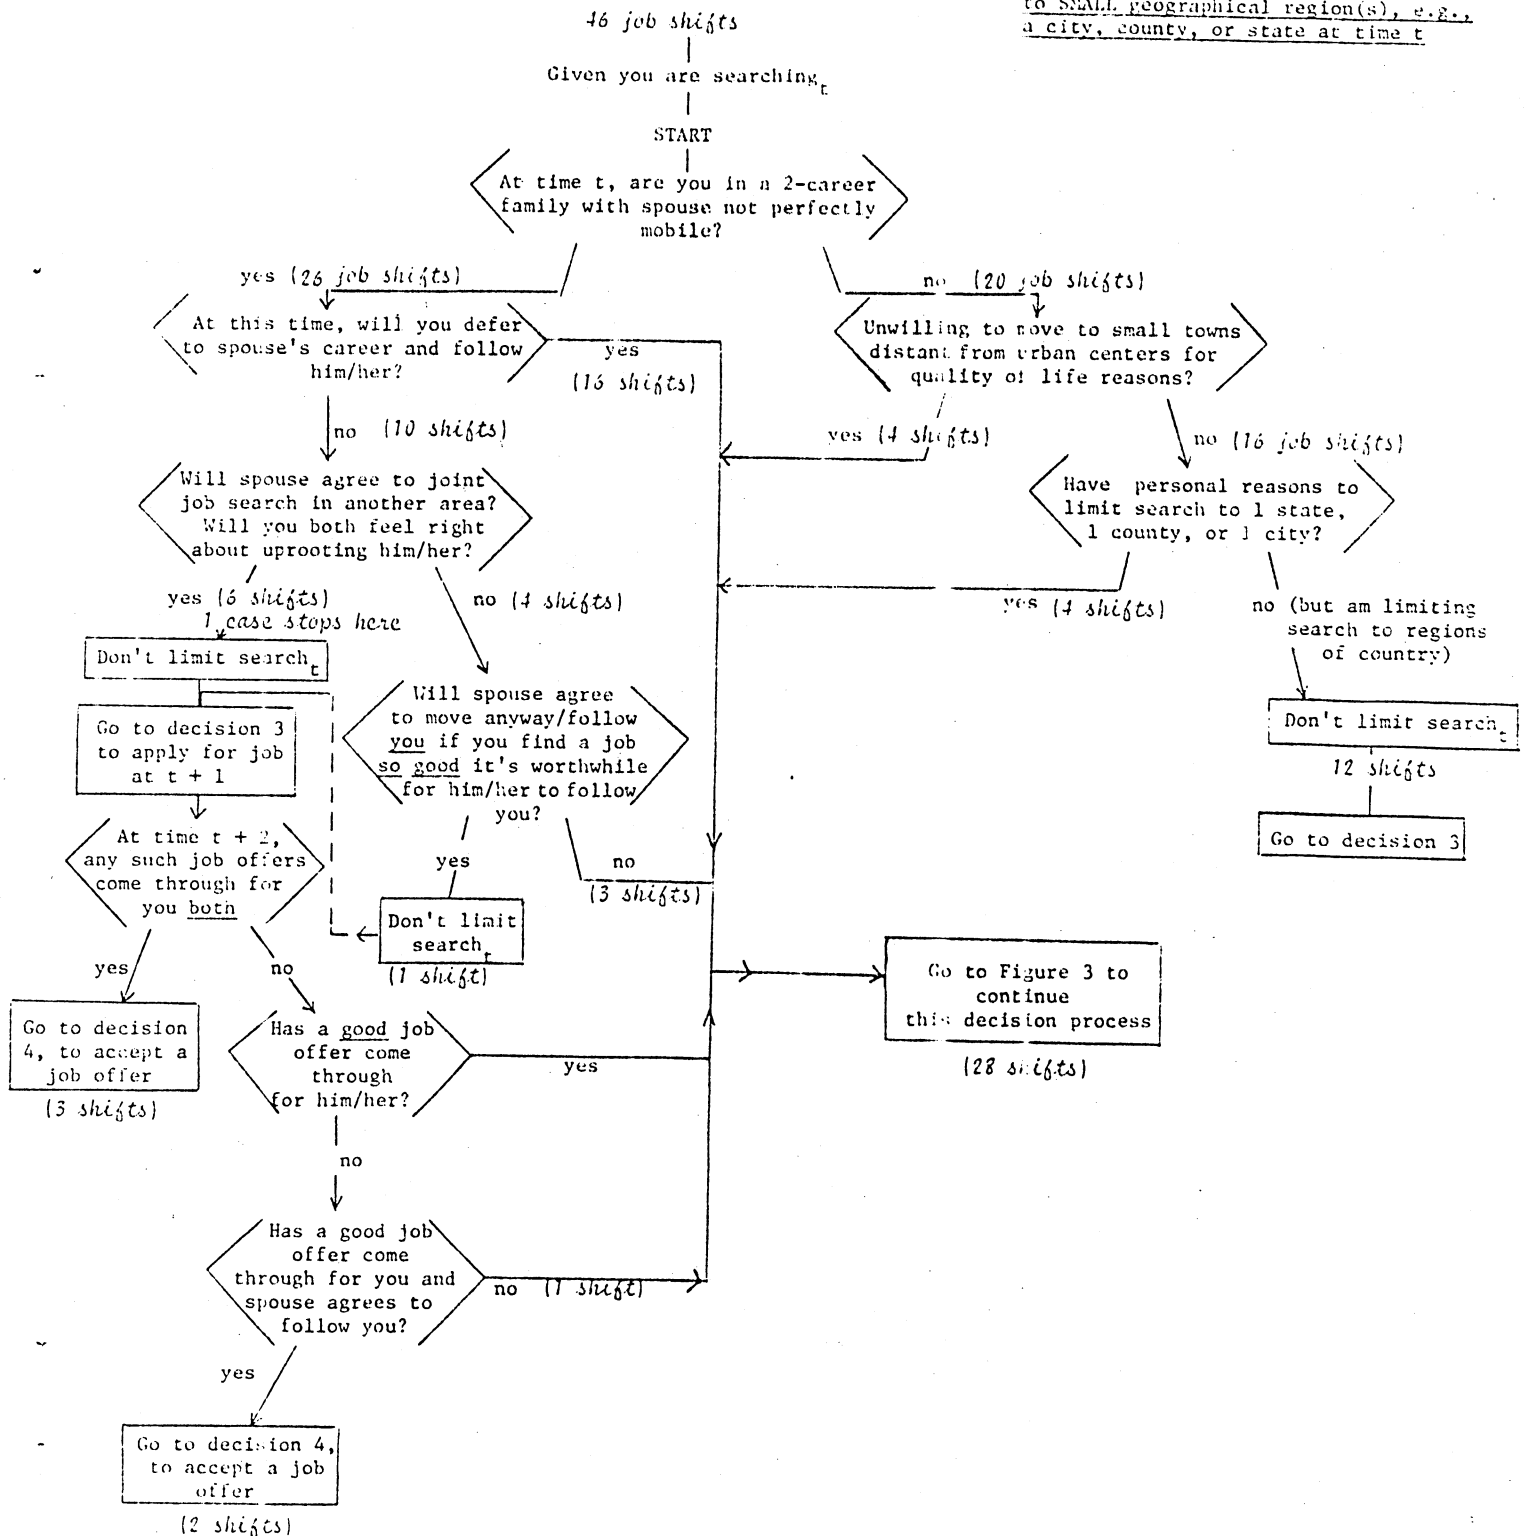 to SMALL geographical region(s), e.g.,
a city, county, or state at time t
46 job shifts
Given you are searching t
START
At time t, are you in a 2-career
family with spouse not perfectly
mobile?
yes (26 job shifts)
no (20 job shifts)
At this time, will you defer
to spouse's career and follow
him/her?
yes
(16 shifts)
Unwilling to move to small towns
distant from urban centers for
quality of life reasons?
no (10 shifts)
yes (4 shifts)
no (16 job shifts)
Will spouse agree to joint
job search in another area?
Will you both feel right
about uprooting him/her?
Have personal reasons to
limit search to 1 state,
1 county, or 1 city?
yes (6 shifts)
1 case stops here
no (4 shifts)
yes (4 shifts)
no (but am limiting
search to regions
of country)
Don't limit search t
Go to decision 3
to apply for job
at t + 1
Will spouse agree
to move anyway/follow
you if you find a job
so good it's worthwhile
for him/her to follow
you?
Don't limit search t
12 shifts
Go to decision 3
At time t + 2,
any such job offers
come through for
you both
yes
no
(3 shifts)
Don't limit
search t
(1 shift)
yes
no
Go to decision
4, to accept a
job offer
(3 shifts)
Has a good job
offer come
through
for him/her?
yes
Go to Figure 3 to
continue
this decision process
(28 shifts)
no
Has a good job
offer come
through for you and
spouse agrees to
follow you?
no (1 shift)
yes
Go to decision 4,
to accept a job
offer
(2 shifts)